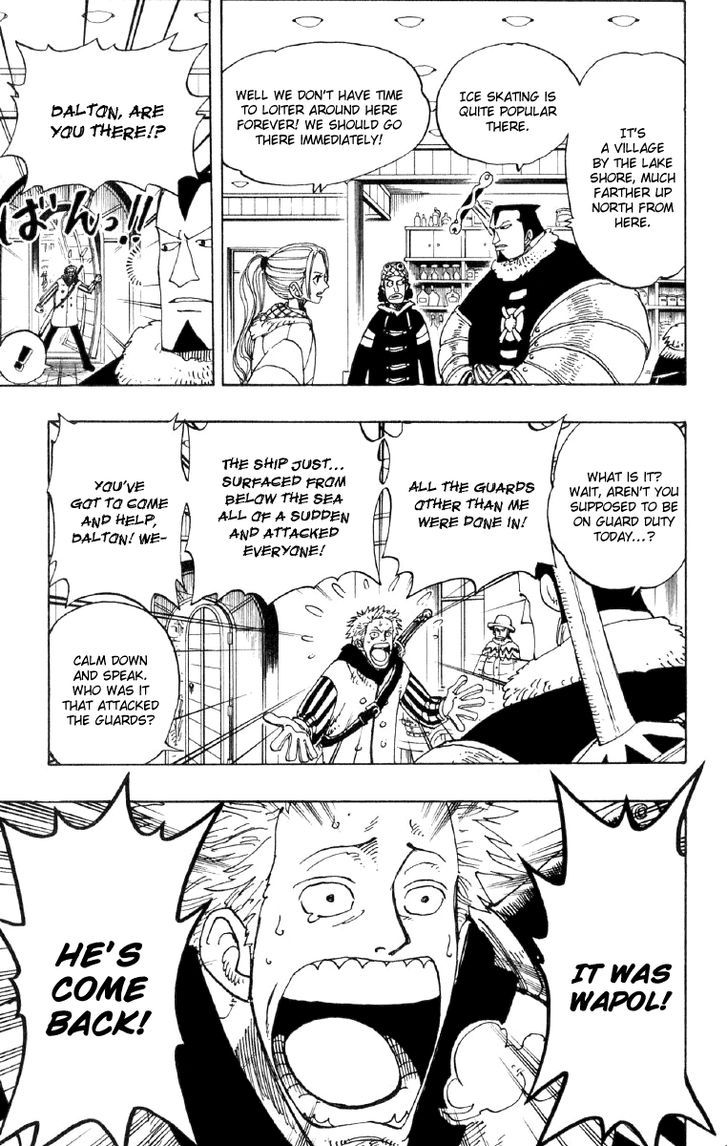 IT'S
A VILLAGE
BY THE LAKE
SHORE, MUCH
FARTHER UP
NORTH FROM
HERE.
ICE SKATING IS
QUITE POPULAR
THERE.
WELL WE DON'T HAVE TIME
TO LOITER AROUND HERE
FOREVER! WE SHOULD GO
THERE IMMEDIATELY!
DALTON, ARE
YOU THERE!?
ばーんっ!!
!
WHAT IS IT?
WAIT, AREN'T YOU
SUPPOSED TO BE
ON GUARD DUTY
TODAY...?
ALL THE GUARDS
OTHER THAN ME
WERE DONE IN!
THE SHIP JUST...
SURFACED FROM
BELOW THE SEA
ALL OF A SUDDEN
AND ATTACKED
EVERYONE!
YOU'VE
GOT TO COME
AND HELP,
DALTON! WE-
CALM DOWN
AND SPEAK.
WHO WAS IT
THAT ATTACKED
THE GUARDS?
IT WAS
WAPOL!
HE'S
COME
BACK!